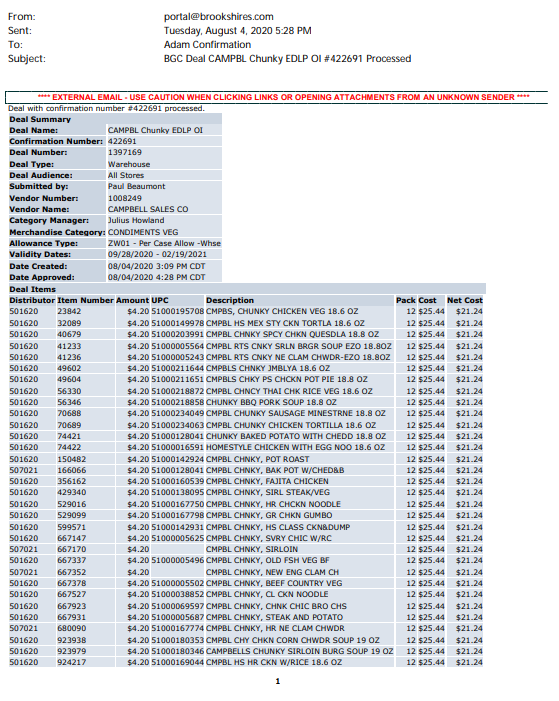 From: portal@brookshires.com
Sent: Tuesday, August 4, 2020 5:28 PM
To: Adam Confirmation
Subject: BGC Deal CAMPBL Chunky EDLP OI #422691 Processed
**** EXTERNAL EMAIL - USE CAUTION WHEN CLICKING LINKS OR OPENING ATTACHMENTS FROM AN UNKNOWN SENDER ****
Deal with confirmation number #422691 processed.
Deal Summary
Deal Name: CAMPBL Chunky EDLP OI
Confirmation Number: 422691
Deal Number: 1397169
Deal Type: Warehouse
Deal Audience: All Stores
Submitted by: Paul Beaumont
Vendor Number: 1008249
Vendor Name: CAMPBELL SALES CO
Category Manager: Julius Howland
Merchandise Category: CONDIMENTS VEG
Allowance Type: ZW01 - Per Case Allow -Whse
Validity Dates: 09/28/2020 - 02/19/2021
Date Created: 08/04/2020 3:09 PM CDT
Date Approved: 08/04/2020 4:28 PM CDT
Deal Items
Distributor Item Number Amount UPC Description Pack Cost Net Cost
501620 23842 $4.20 51000195708 CMPBS, CHUNKY CHICKEN VEG 18.6 OZ 12 $25.44 $21.24
501620 32089 $4.20 51000149978 CMPBL HS MEX STY CKN TORTLA 18.6 OZ 12 $25.44 $21.24
501620 40679 $4.20 51000203991 CMPBL CHNKY SPCY CHKN QUESDLA 18.8 OZ 12 $25.44 $21.24
501620 41233 $4.20 51000005564 CMPBL RTS CNKY SRLN BRGR SOUP EZO 18.8OZ 12 $25.44 $21.24
501620 41236 $4.20 51000005243 CMPBL RTS CNKY NE CLAM CHWDR-EZO 18.8OZ 12 $25.44 $21.24
501620 49602 $4.20 51000211644 CMPBLS CHNKY JMBLYA 18.6 OZ 12 $25.44 $21.24
501620 49604 $4.20 51000211651 CMPBLS CHKY PS CHCKN POT PIE 18.8 OZ 12 $25.44 $21.24
501620 56330 $4.20 51000218872 CMPBL CHNCY THAI CHK RICE VEG 18.6 OZ 12 $25.44 $21.24
501620 56346 $4.20 51000218858 CHUNKY BBQ PORK SOUP 18.8 OZ 12 $25.44 $21.24
501620 70688 $4.20 51000234049 CMPBL CHUNKY SAUSAGE MINESTRNE 18.8 OZ 12 $25.44 $21.24
501620 70689 $4.20 51000234063 CMPBL CHUNKY CHICKEN TORTILLA 18.6 OZ 12 $25.44 $21.24
501620 74421 $4.20 51000128041 CHUNKY BAKED POTATO WITH CHEDD 18.8 OZ 12 $25.44 $21.24
501620 74422 $4.20 51000016591 HOMESTYLE CHICKEN WITH EGG NOO 18.6 OZ 12 $25.44 $21.24
501620 150482 $4.20 51000142924 CMPBL CHNKY, POT ROAST 12 $25.44 $21.24
507021 166066 $4.20 51000128041 CMPBL CHNKY, BAK POT W/CHED&B 12 $25.44 $21.24
501620 356162 $4.20 51000160539 CMPBL CHNKY, FAJITA CHICKEN 12 $25.44 $21.24
501620 429340 $4.20 51000138095 CMPBL CHNKY, SIRL STEAK/VEG 12 $25.44 $21.24
501620 529016 $4.20 51000167750 CMPBL CHNKY, HR CHCKN NOODLE 12 $25.44 $21.24
501620 529099 $4.20 51000167798 CMPBL CHNKY, GR CHKN GUMBO 12 $25.44 $21.24
501620 599571 $4.20 51000142931 CMPBL CHNKY, HS CLASS CKN&DUMP 12 $25.44 $21.24
501620 667147 $4.20 51000005625 CMPBL CHNKY, SVRY CHIC W/RC 12 $25.44 $21.24
507021 667170 $4.20 CMPBL CHNKY, SIRLOIN 12 $25.44 $21.24
501620 667337 $4.20 51000005496 CMPBL CHNKY, OLD FSH VEG BF 12 $25.44 $21.24
507021 667352 $4.20 CMPBL CHNKY, NEW ENG CLAM CH 12 $25.44 $21.24
501620 667378 $4.20 51000005502 CMPBL CHNKY, BEEF COUNTRY VEG 12 $25.44 $21.24
501620 667527 $4.20 51000038852 CMPBL CHNKY, CL CKN NOODLE 12 $25.44 $21.24
501620 667923 $4.20 51000069597 CMPBL CHNKY, CHNK CHIC BRO CHS 12 $25.44 $21.24
501620 667931 $4.20 51000005687 CMPBL CHNKY, STEAK AND POTATO 12 $25.44 $21.24
507021 680090 $4.20 51000167774 CMPBL CHNKY, HR NE CLAM CHWDR 12 $25.44 $21.24
501620 923938 $4.20 51000180353 CMPBL CHY CHKN CORN CHWDR SOUP 19 OZ 12 $25.44 $21.24
501620 923979 $4.20 51000180346 CAMPBELLS CHUNKY SIRLOIN BURG SOUP 19 OZ 12 $25.44 $21.24
501620 924217 $4.20 51000169044 CMPBL HS HR CKN W/RICE 18.6 OZ 12 $25.44 $21.24
1